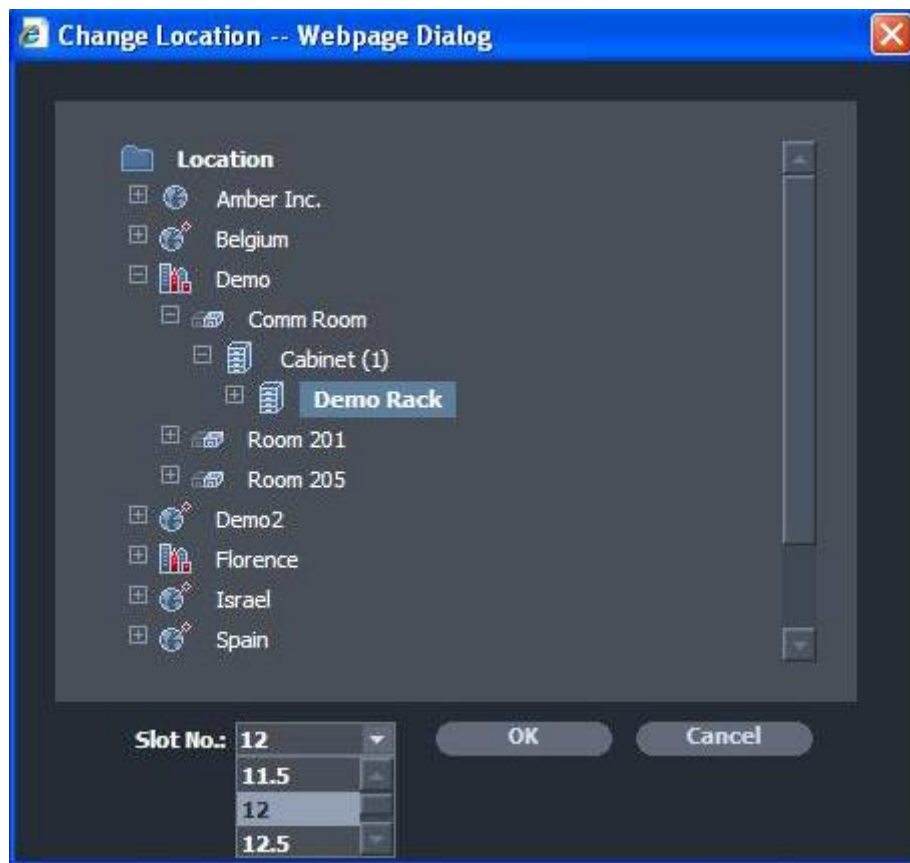 Change Location -- Webpage Dialog
Location
Amber Inc.
Belgium
Demo
Comm Room
Cabinet (1)
Demo Rack
Room 201
Room 205
Demo2
Florence
Israel
Spain
Slot No.: 12 OK Cancel
11.5
12
12.5